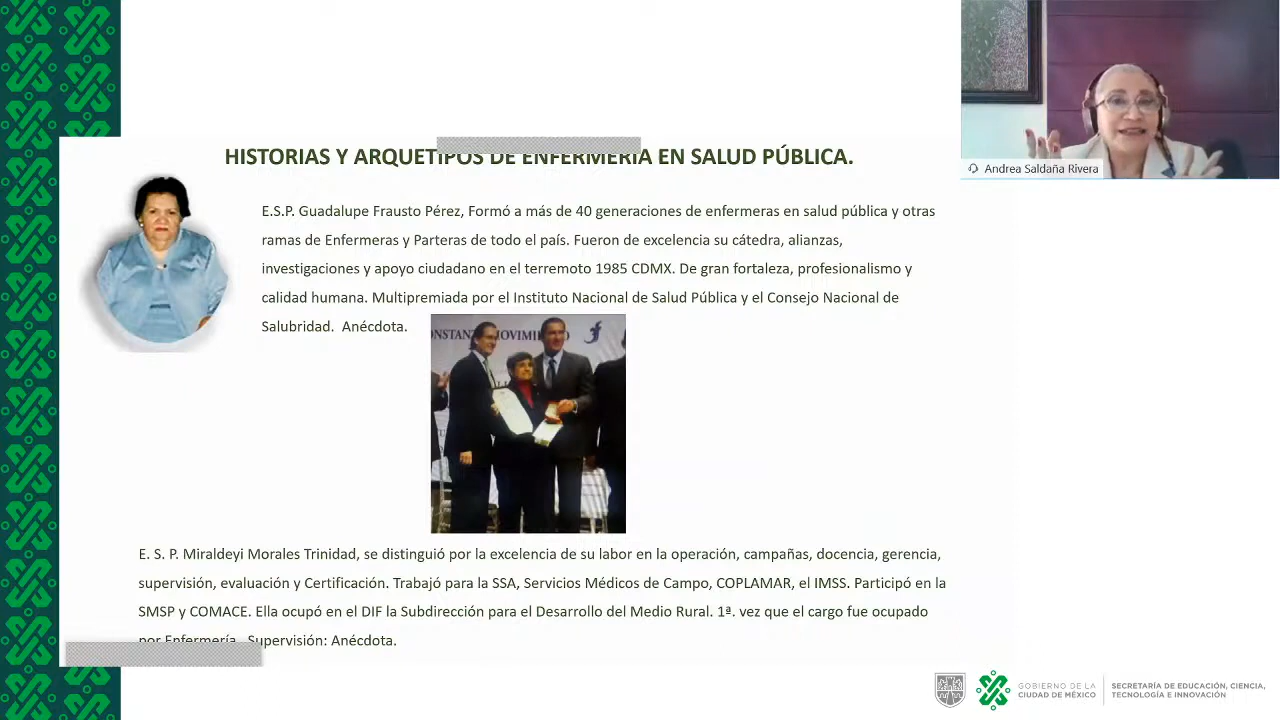 HISTORIAS Y ARQUETIPOS DE ENFERMERÍA EN SALUD PÚBLICA.
Andrea Saldaña Rivera
E.S.P. Guadalupe Frausto Pérez, Formó a más de 40 generaciones de enfermeras en salud pública y otras
ramas de Enfermeras y Parteras de todo el país. Fueron de excelencia su cátedra, alianzas,
investigaciones y apoyo ciudadano en el terremoto 1985 CDMX. De gran fortaleza, profesionalismo y
calidad humana. Multipremiada por el Instituto Nacional de Salud Pública y el Consejo Nacional de
Salubridad. Anécdota.
E. S. P. Miraldeyi Morales Trinidad, se distinguió por la excelencia de su labor en la operación, campañas, docencia, gerencia,
supervisión, evaluación y Certificación. Trabajó para la SSA, Servicios Médicos de Campo, COPLAMAR, el IMSS. Participó en la
SMSP y COMACE. Ella ocupó en el DIF la Subdirección para el Desarrollo del Medio Rural. 1ª. vez que el cargo fue ocupado
por Enfermería. Supervisión: Anécdota.
GOBIERNO DE LA
CIUDAD DE MÉXICO
SECRETARÍA DE EDUCACIÓN, CIENCIA,
TECNOLOGÍA E INNOVACIÓN